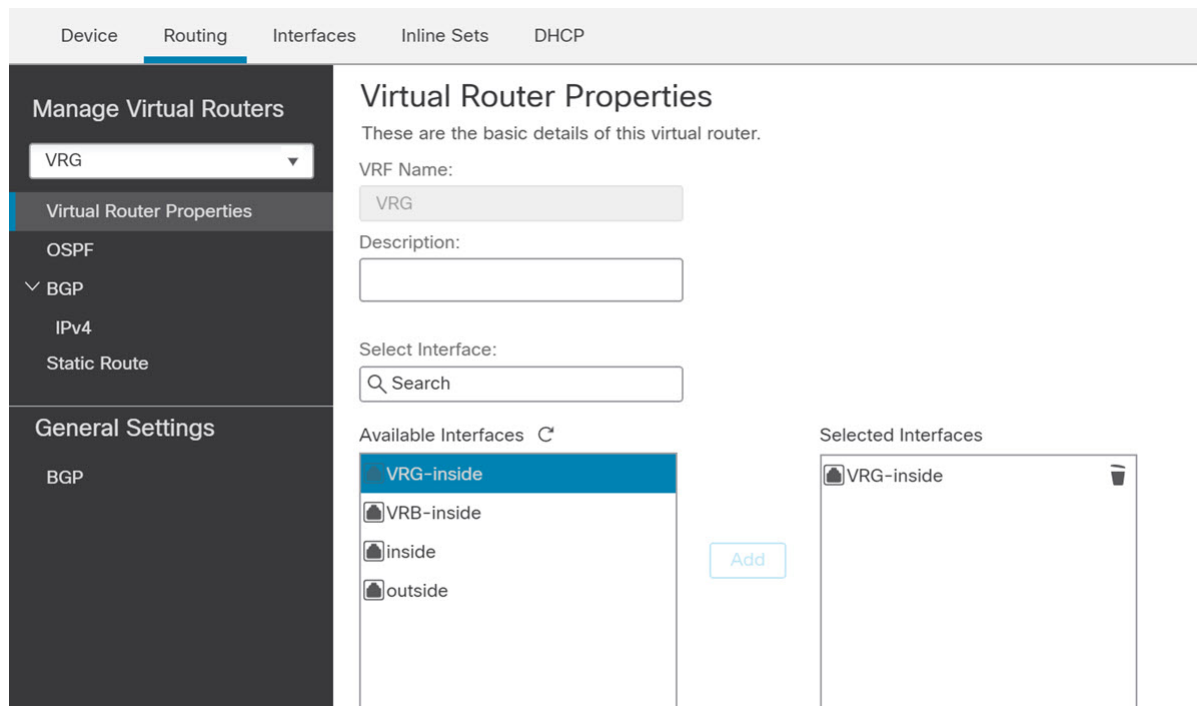 Device Routing Interfaces Inline Sets DHCP
Manage Virtual Routers
VRG
Virtual Router Properties
OSPF
BGP
IPv4
Static Route
General Settings
BGP
Virtual Router Properties
These are the basic details of this virtual router.
VRF Name:
VRG
Description:
Select Interface:
Search
Available Interfaces
VRG-inside
VRB-inside
inside
outside
Add
Selected Interfaces
VRG-inside